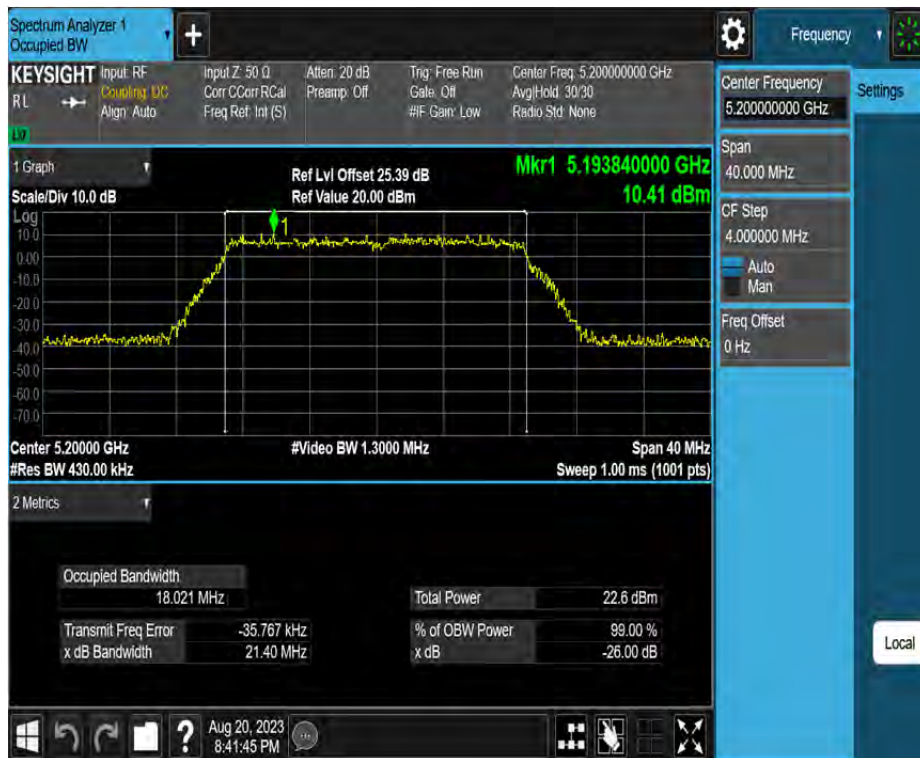 Spectrum Analyzer 1
Occupied BW
+
Frequency
KEYSIGHT
RL
Input: RF
Coupling: DC
Align: Auto
Input Z: 50 Ω
Corr CCorr RCal
Freq Ref: Int (S)
Atten: 20 dB
Preamp: Off
Trig: Free Run
Gate: Off
#IF Gain: Low
Center Freq: 5.200000000 GHz
Avg|Hold: 30/30
Radio Std: None
1 Graph
Scale/Div 10.0 dB
Ref Lvl Offset 25.39 dB
Ref Value 20.00 dBm
Mkr1 5.193840000 GHz
10.41 dBm
Log
10.0
0.00
-10.0
-20.0
-30.0
-40.0
-50.0
-60.0
-70.0
1
Center 5.20000 GHz
#Res BW 430.00 kHz
#Video BW 1.3000 MHz
Span 40 MHz
Sweep 1.00 ms (1001 pts)
2 Metrics
Occupied Bandwidth
18.021 MHz
Transmit Freq Error -35.767 kHz
x dB Bandwidth 21.40 MHz
Total Power 22.6 dBm
% of OBW Power 99.00 %
x dB -26.00 dB
Center Frequency
5.200000000 GHz
Span
40.000 MHz
CF Step
4.000000 MHz
Auto
Man
Freq Offset
0 Hz
Settings
Local
?
Aug 20, 2023
8:41:45 PM